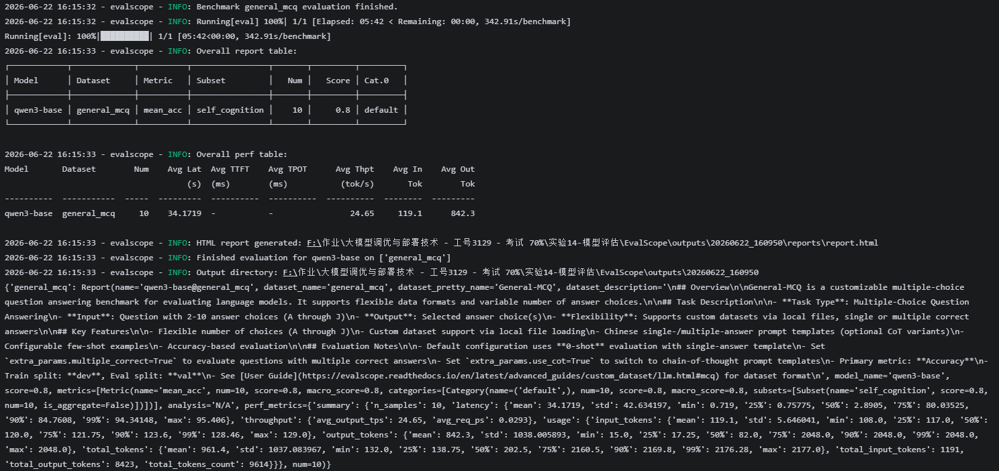 2026-06-22 16:15:32 - evalscope - INFO: Benchmark general_mcq evaluation finished.
2026-06-22 16:15:32 - evalscope - INFO: Running[eval] 100%| 1/1 [Elapsed: 05:42 < Remaining: 00:00, 342.91s/benchmark]
Running[eval]: 100%|██████████| 1/1 [05:42<00:00, 342.91s/benchmark]
2026-06-22 16:15:33 - evalscope - INFO: Overall report table:
| Model | Dataset | Metric | Subset | Num | Score | Cat.0 |
| qwen3-base | general_mcq | mean_acc | self_cognition | 10 | 0.8 | default |
2026-06-22 16:15:33 - evalscope - INFO: Overall perf table:
Model Dataset Num Avg Lat Avg TTFT Avg TPOT Avg Thpt Avg In Avg Out
(s) (ms) (ms) (tok/s) Tok Tok
---------- ----------- ----- --------- ---------- ---------- ---------- -------- ---------
qwen3-base general_mcq 10 34.1719 - - 24.65 119.1 842.3
2026-06-22 16:15:33 - evalscope - INFO: HTML report generated: F:\作业\大模型调优与部署技术 - 工号3129 - 考试 70%\实验14-模型评估\EvalScope\outputs\20260622_160950\reports\report.html
2026-06-22 16:15:33 - evalscope - INFO: Finished evaluation for qwen3-base on ['general_mcq']
2026-06-22 16:15:33 - evalscope - INFO: Output directory: F:\作业\大模型调优与部署技术 - 工号3129 - 考试 70%\实验14-模型评估\EvalScope\outputs\20260622_160950
{'general_mcq': Report(name='qwen3-base@general_mcq', dataset_name='general_mcq', dataset_pretty_name='General-MCQ', dataset_description='\n## Overview\n\nGeneral-MCQ is a customizable multiple-choice
question answering benchmark for evaluating language models. It supports flexible data formats and variable number of answer choices.\n\n## Task Description\n\n- **Task Type**: Multiple-Choice Question
Answering\n- **Input**: Question with 2-10 answer choices (A through J)\n- **Output**: Selected answer choice(s)\n- **Flexibility**: Supports custom datasets via local files, single or multiple correct
answers\n\n## Key Features\n\n- Flexible number of choices (A through J)\n- Custom dataset support via local file loading\n- Chinese single-/multiple-answer prompt templates (optional CoT variants)\n-
Configurable few-shot examples\n- Accuracy-based evaluation\n\n## Evaluation Notes\n\n- Default configuration uses **0-shot** evaluation with single-answer template\n- Set
`extra_params.multiple_correct=True` to evaluate questions with multiple correct answers\n- Set `extra_params.use_cot=True` to switch to chain-of-thought prompt templates\n- Primary metric: **Accuracy**\n-
Train split: **dev**, Eval split: **val**\n- See [User Guide](https://evalscope.readthedocs.io/en/latest/advanced_guides/custom_dataset/llm.html#mcq) for dataset format\n', model_name='qwen3-base',
score=0.8, metrics=[Metric(name='mean_acc', num=10, score=0.8, macro_score=0.8, categories=[Category(name=('default',), num=10, score=0.8, macro_score=0.8, subsets=[Subset(name='self_cognition', score=0.8,
num=10, is_aggregate=False)])])], analysis='N/A', perf_metrics={'summary': {'n_samples': 10, 'latency': {'mean': 34.1719, 'std': 42.634197, 'min': 0.719, '25%': 0.75775, '50%': 2.8905, '75%': 80.03525,
'90%': 84.7608, '99%': 94.34148, 'max': 95.406}, 'throughput': {'avg_output_tps': 24.65, 'avg_req_ps': 0.0293}, 'usage': {'input_tokens': {'mean': 119.1, 'std': 5.646041, 'min': 108.0, '25%': 117.0, '50%':
120.0, '75%': 121.75, '90%': 123.6, '99%': 128.46, 'max': 129.0}, 'output_tokens': {'mean': 842.3, 'std': 1038.005893, 'min': 15.0, '25%': 17.25, '50%': 82.0, '75%': 2048.0, '90%': 2048.0, '99%': 2048.0,
'max': 2048.0}, 'total_tokens': {'mean': 961.4, 'std': 1037.083967, 'min': 132.0, '25%': 138.75, '50%': 202.5, '75%': 2160.5, '90%': 2169.8, '99%': 2176.28, 'max': 2177.0}, 'total_input_tokens': 1191,
'total_output_tokens': 8423, 'total_tokens_count': 9614}}}, num=10)}